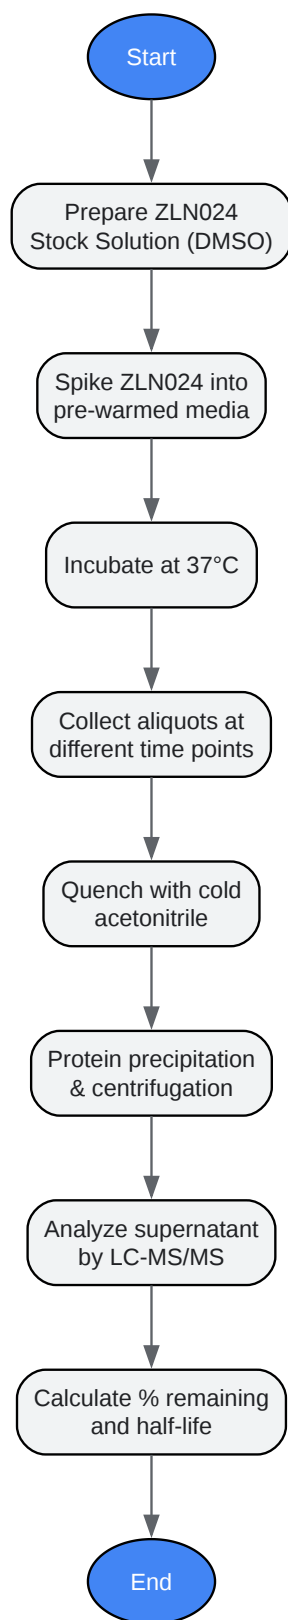 Start
Prepare ZLN024
Stock Solution (DMSO)
Spike ZLN024 into
pre-warmed media
Incubate at 37°C
Collect aliquots at
different time points
Quench with cold
acetonitrile
Protein precipitation
& centrifugation
Analyze supernatant
by LC-MS/MS
Calculate % remaining
and half-life
End